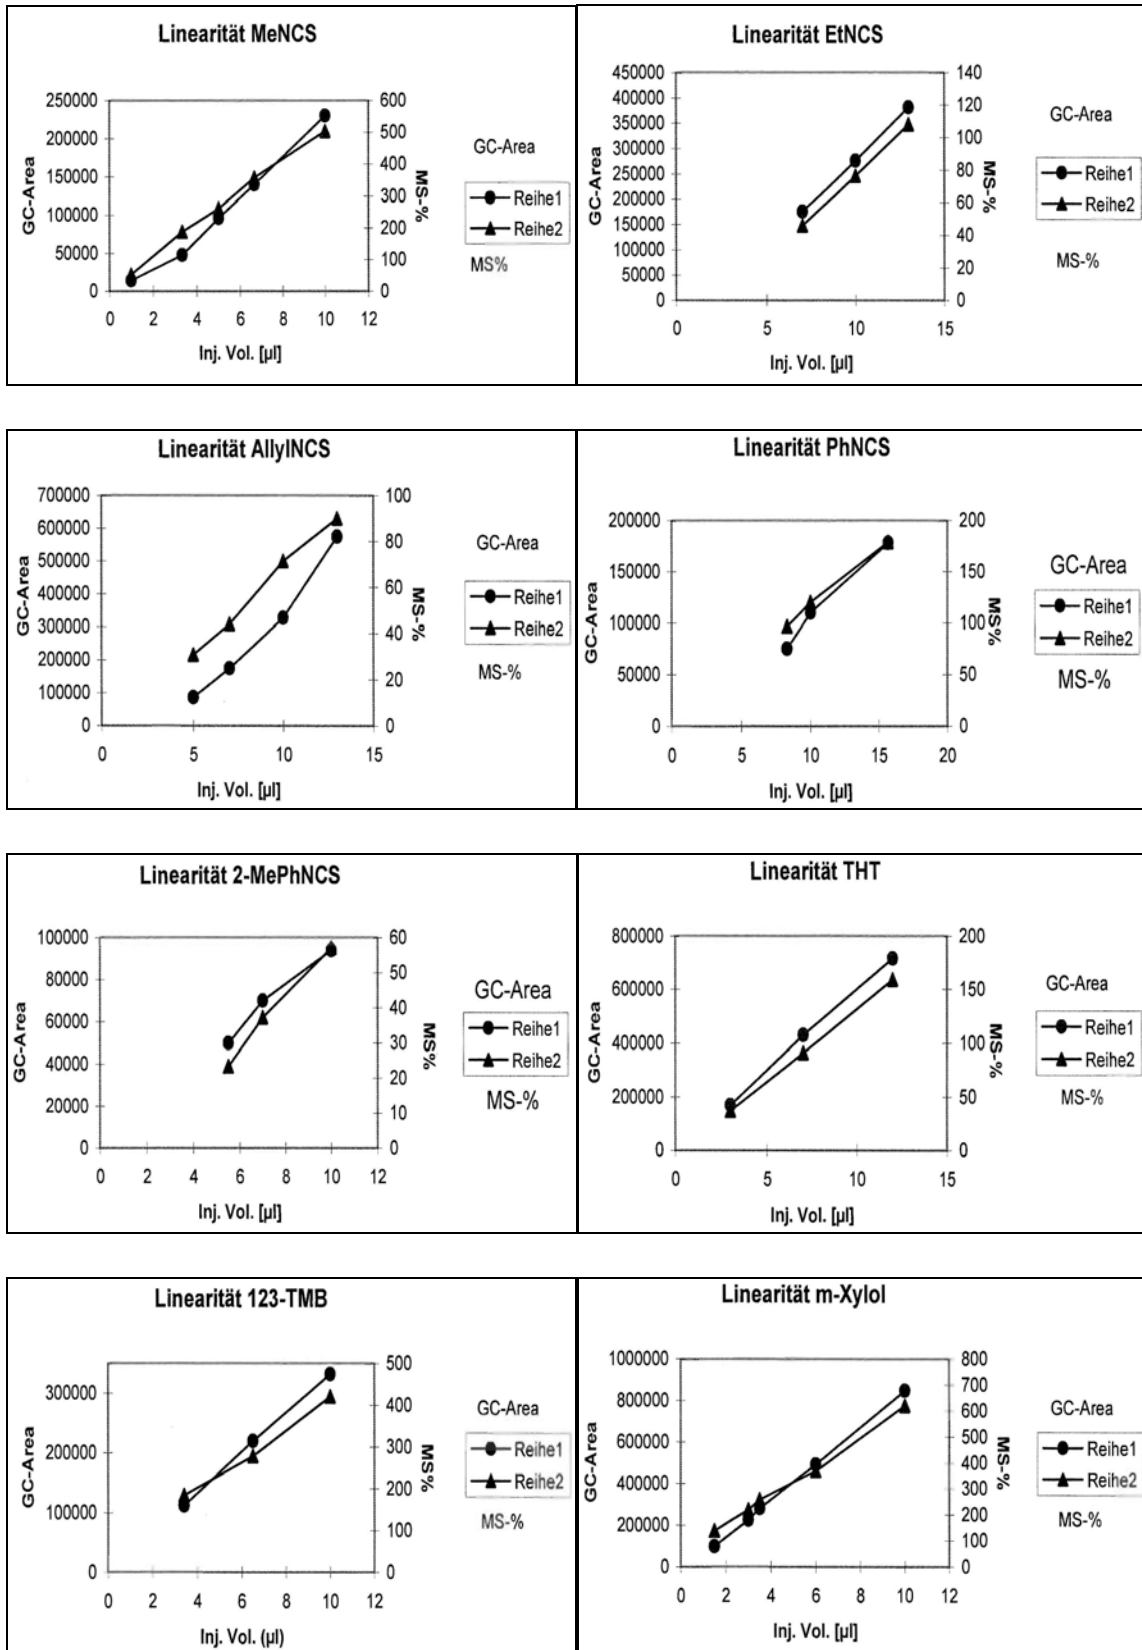 Linearität MeNCS
250000
200000
150000
100000
50000
0
600
500
400
300
200
100
0
GC-Area
MS-%
0 2 4 6 8 10 12
Inj. Vol. [µl]
GC-Area
Reihe1
Reihe2
MS%
Linearität EtNCS
450000
400000
350000
300000
250000
200000
150000
100000
50000
0
140
120
100
80
60
40
20
0
GC-Area
MS-%
0 5 10 15
Inj. Vol. [µl]
GC-Area
Reihe1
Reihe2
MS-%
Linearität AllylNCS
700000
600000
500000
400000
300000
200000
100000
0
100
80
60
40
20
0
GC-Area
MS-%
0 5 10 15
Inj. Vol. [µl]
GC-Area
Reihe1
Reihe2
MS-%
Linearität PhNCS
200000
150000
100000
50000
0
200
150
100
50
0
GC-Area
MS%
0 5 10 15 20
Inj. Vol. [µl]
GC-Area
Reihe1
Reihe2
MS-%
Linearität 2-MePhNCS
100000
80000
60000
40000
20000
0
60
50
40
30
20
10
0
GC-Area
MS%
0 2 4 6 8 10 12
Inj. Vol. [µl]
GC-Area
Reihe1
Reihe2
MS-%
Linearität THT
800000
600000
400000
200000
0
200
150
100
50
0
GC-Area
MS-%
0 5 10 15
Inj. Vol. [µl]
GC-Area
Reihe1
Reihe2
MS-%
Linearität 123-TMB
300000
200000
100000
0
500
400
300
200
100
0
GC-Area
MS%
0 2 4 6 8 10 12
Inj. Vol. (µl)
GC-Area
Reihe1
Reihe2
MS-%
Linearität m-Xylol
1000000
800000
600000
400000
200000
0
800
700
600
500
400
300
200
100
0
GC-Area
MS-%
0 2 4 6 8 10 12
Inj. Vol. [µl]
GC-Area
Reihe1
Reihe2
MS-%